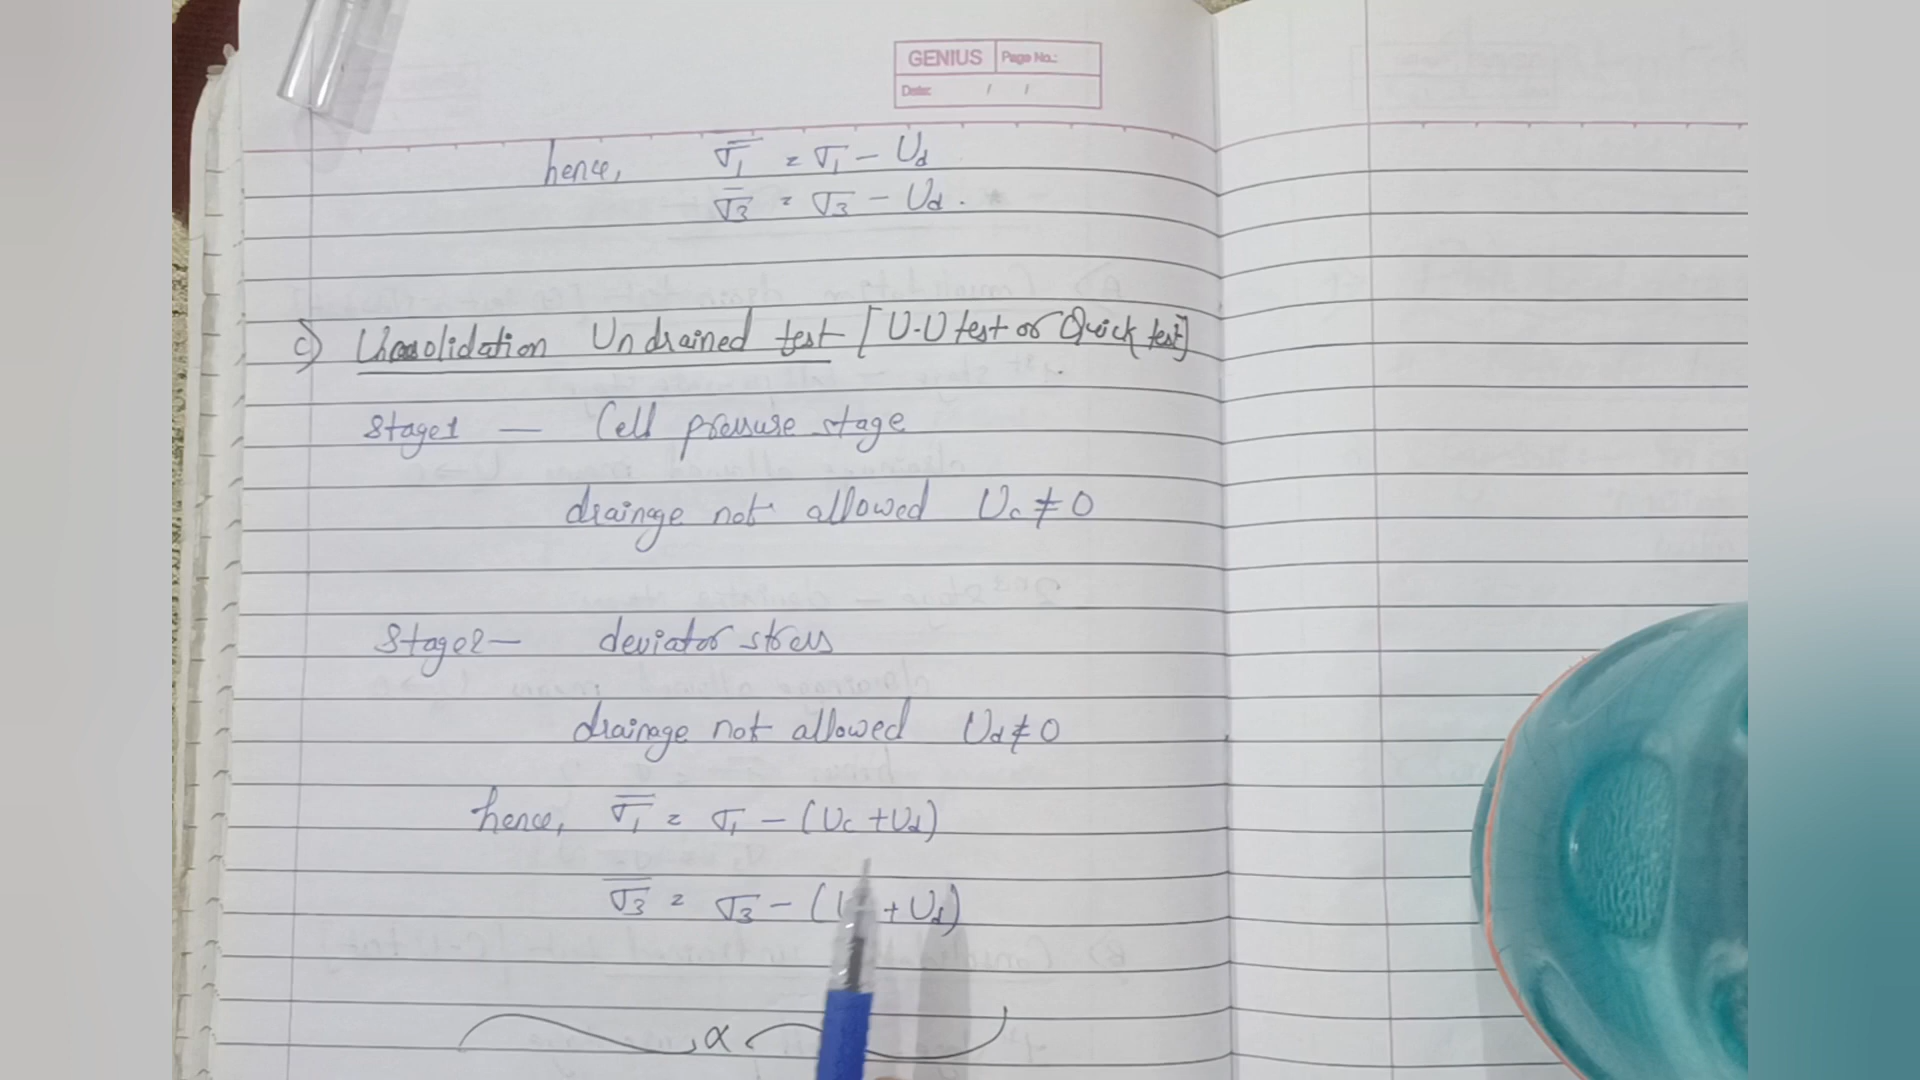 GENIUS Page No.:
Date: / /
hence, σ̄₁ = σ₁ - Ud
σ̄₃ = σ₃ - Ud.
c) Unconsolidation Undrained test [U-U test or Quick test]
Stage1 — Cell pressure stage
drainage not allowed Uc ≠ 0
Stage2 — deviator stress
drainage not allowed Ud ≠ 0
hence, σ̄₁ = σ₁ - (Uc + Ud)
σ̄₃ = σ₃ - (U + Ud)